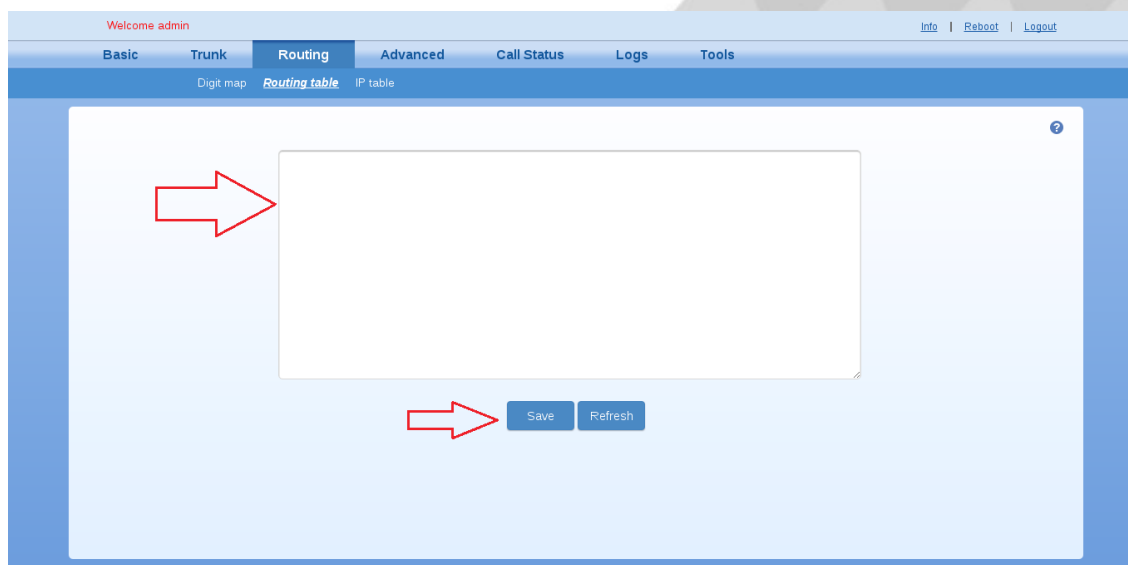 Welcome admin
Info | Reboot | Logout
Basic Trunk Routing Advanced Call Status Logs Tools
Digit map Routing table IP table
?
Save Refresh